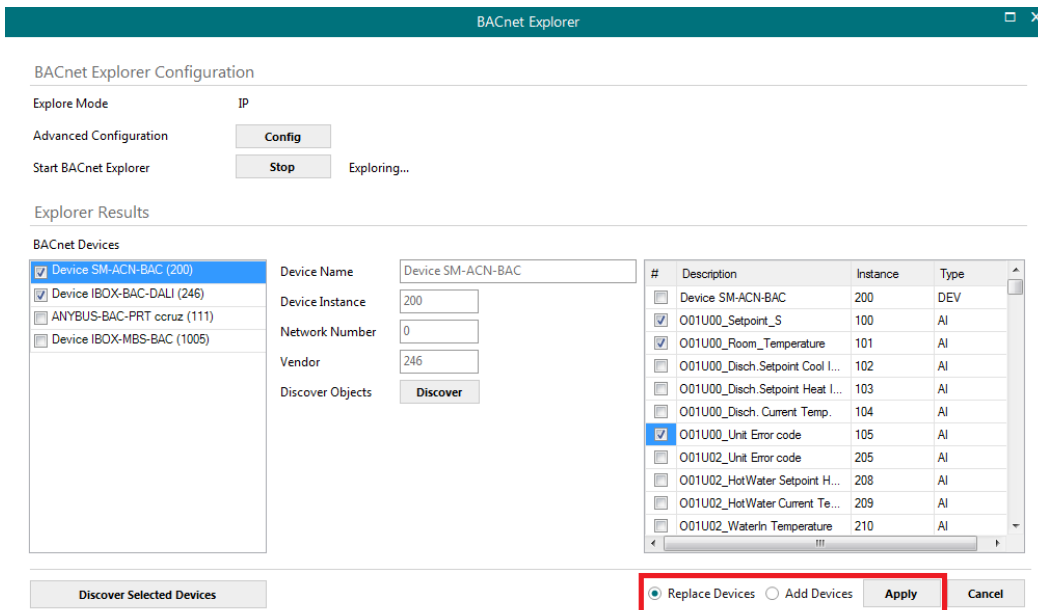 BACnet Explorer
BACnet Explorer Configuration
Explore Mode IP
Advanced Configuration Config
Start BACnet Explorer Stop Exploring...
Explorer Results
BACnet Devices
Device SM-ACN-BAC (200)
Device IBOX-BAC-DALI (246)
ANYBUS-BAC-PRT ccruz (111)
Device IBOX-MBS-BAC (1005)
Device Name Device SM-ACN-BAC
Device Instance 200
Network Number 0
Vendor 246
Discover Objects Discover
# Description Instance Type
Device SM-ACN-BAC 200 DEV
O01U00_Setpoint_S 100 AI
O01U00_Room_Temperature 101 AI
O01U00_Disch.Setpoint Cool I... 102 AI
O01U00_Disch.Setpoint Heat I... 103 AI
O01U00_Disch. Current Temp. 104 AI
O01U00_Unit Error code 105 AI
O01U02_Unit Error code 205 AI
O01U02_HotWater Setpoint H... 208 AI
O01U02_HotWater Current Te... 209 AI
O01U02_WaterIn Temperature 210 AI
Discover Selected Devices
Replace Devices Add Devices Apply Cancel